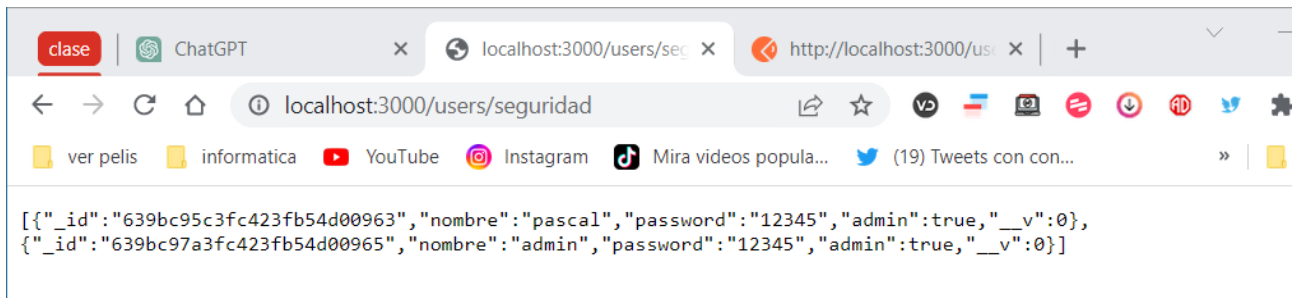 clase ChatGPT localhost:3000/users/seg http://localhost:3000/us
localhost:3000/users/seguridad
ver pelis informatica YouTube Instagram Mira videos popula... (19) Tweets con con... »
[{"_id":"639bc95c3fc423fb54d00963","nombre":"pascal","password":"12345","admin":true,"__v":0},
{"_id":"639bc97a3fc423fb54d00965","nombre":"admin","password":"12345","admin":true,"__v":0}]